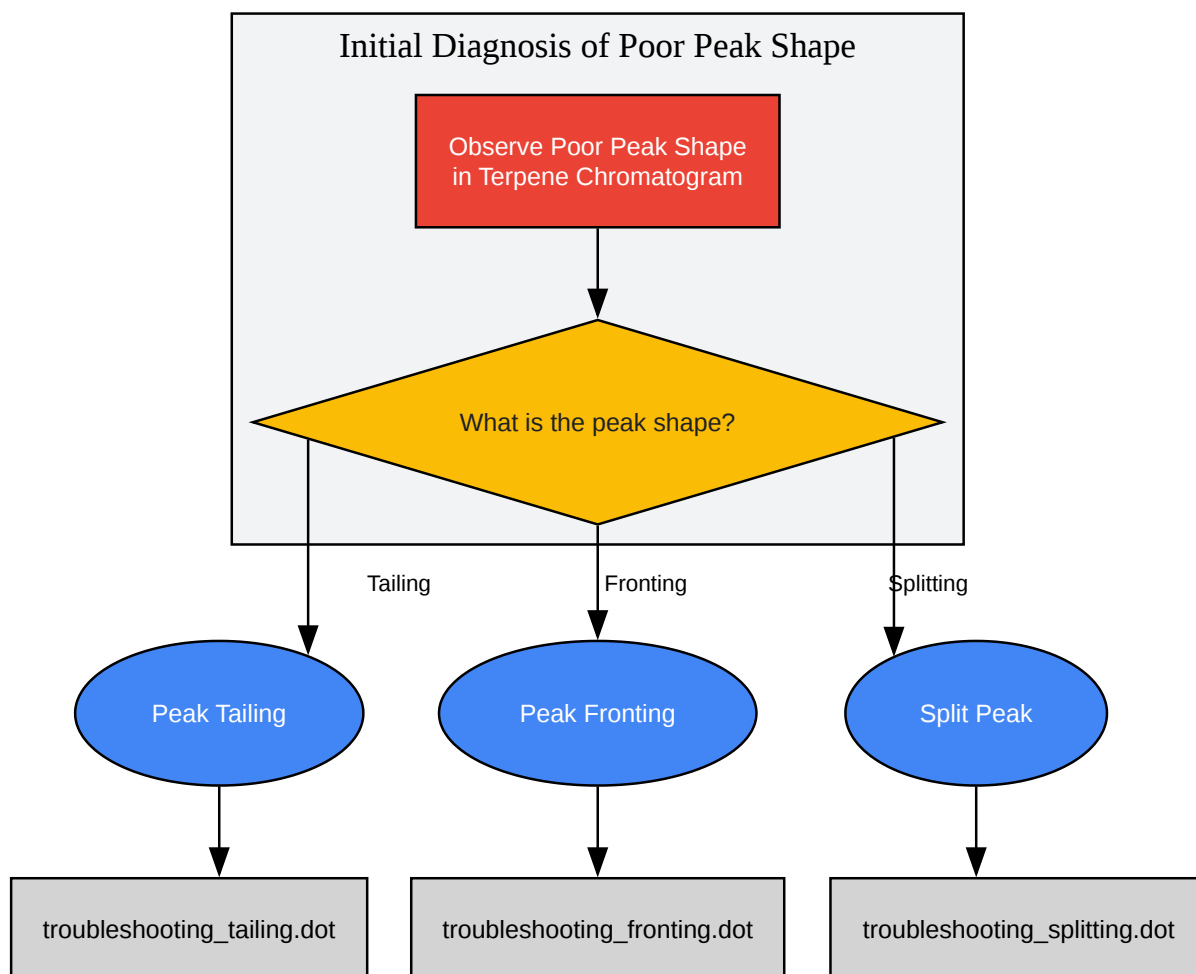 Initial Diagnosis of Poor Peak Shape
Observe Poor Peak Shape
in Terpene Chromatogram
What is the peak shape?
Tailing
Fronting
Splitting
Peak Tailing
Peak Fronting
Split Peak
troubleshooting_tailing.dot
troubleshooting_fronting.dot
troubleshooting_splitting.dot